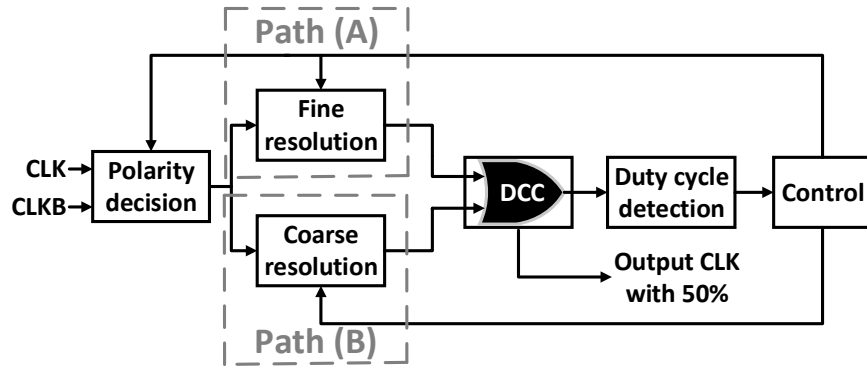 Path (A)
Fine
resolution
CLK
CLKB
Polarity
decision
DCC
Duty cycle
detection
Control
Coarse
resolution
Output CLK
with 50%
Path (B)